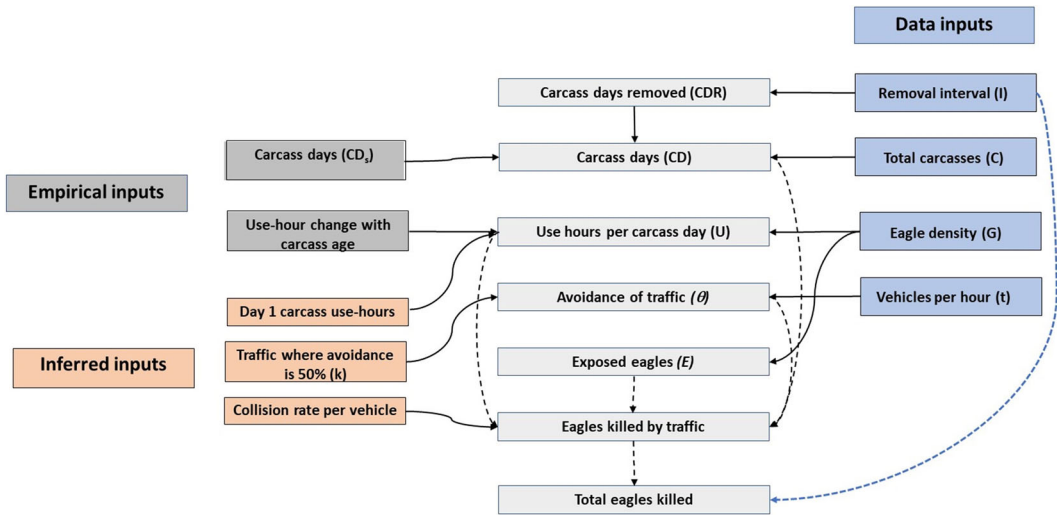 Data inputs
Carcass days removed (CDR)
Removal interval (I)
Carcass days (CDs)
Carcass days (CD)
Total carcasses (C)
Empirical inputs
Use-hour change with
carcass age
Use hours per carcass day (U)
Eagle density (G)
Day 1 carcass use-hours
Avoidance of traffic (θ)
Vehicles per hour (t)
Inferred inputs
Traffic where avoidance
is 50% (k)
Exposed eagles (E)
Collision rate per vehicle
Eagles killed by traffic
Total eagles killed